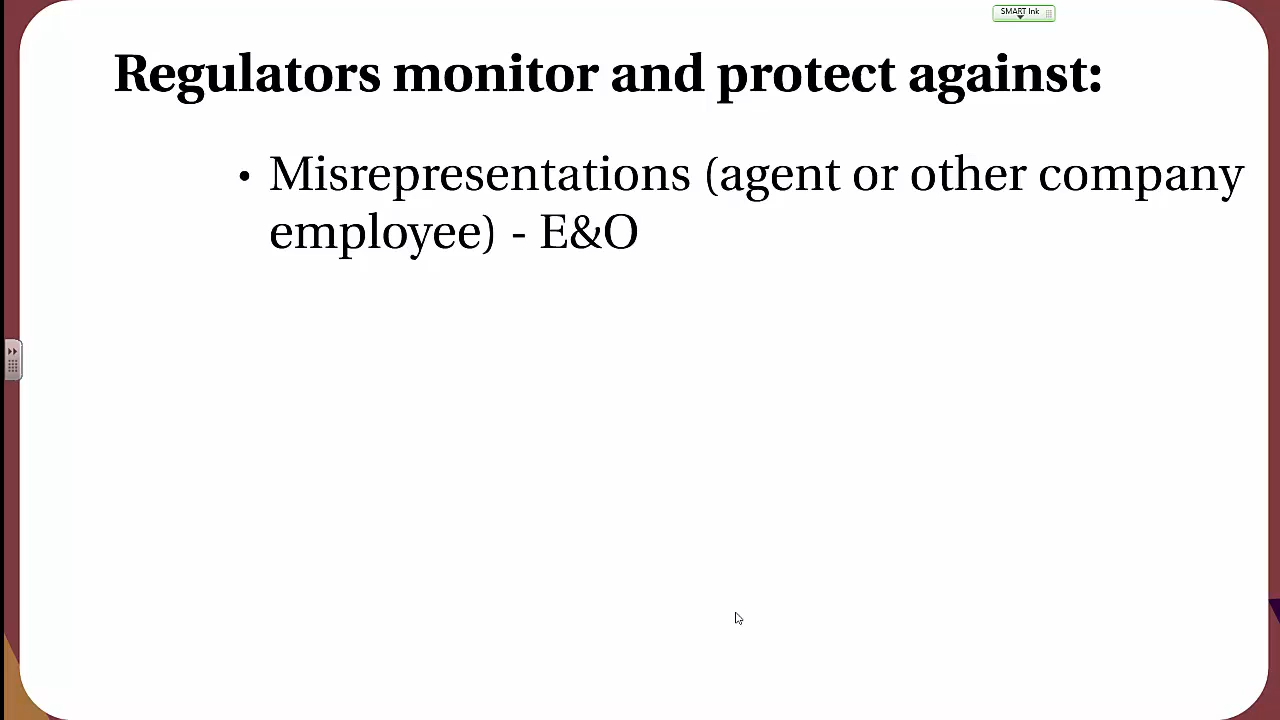 SMART Ink
Regulators monitor and protect against:
• Misrepresentations (agent or other company
employee) - E&O